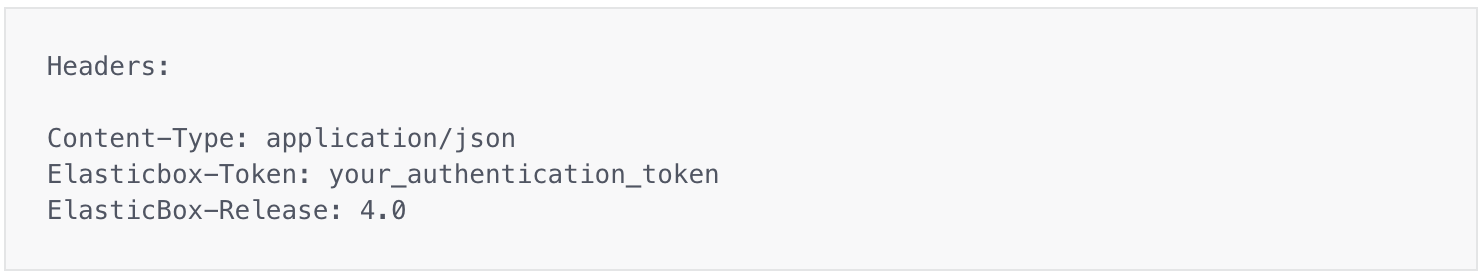 Headers:
Content-Type: application/json
Elasticbox-Token: your_authentication_token
ElasticBox-Release: 4.0